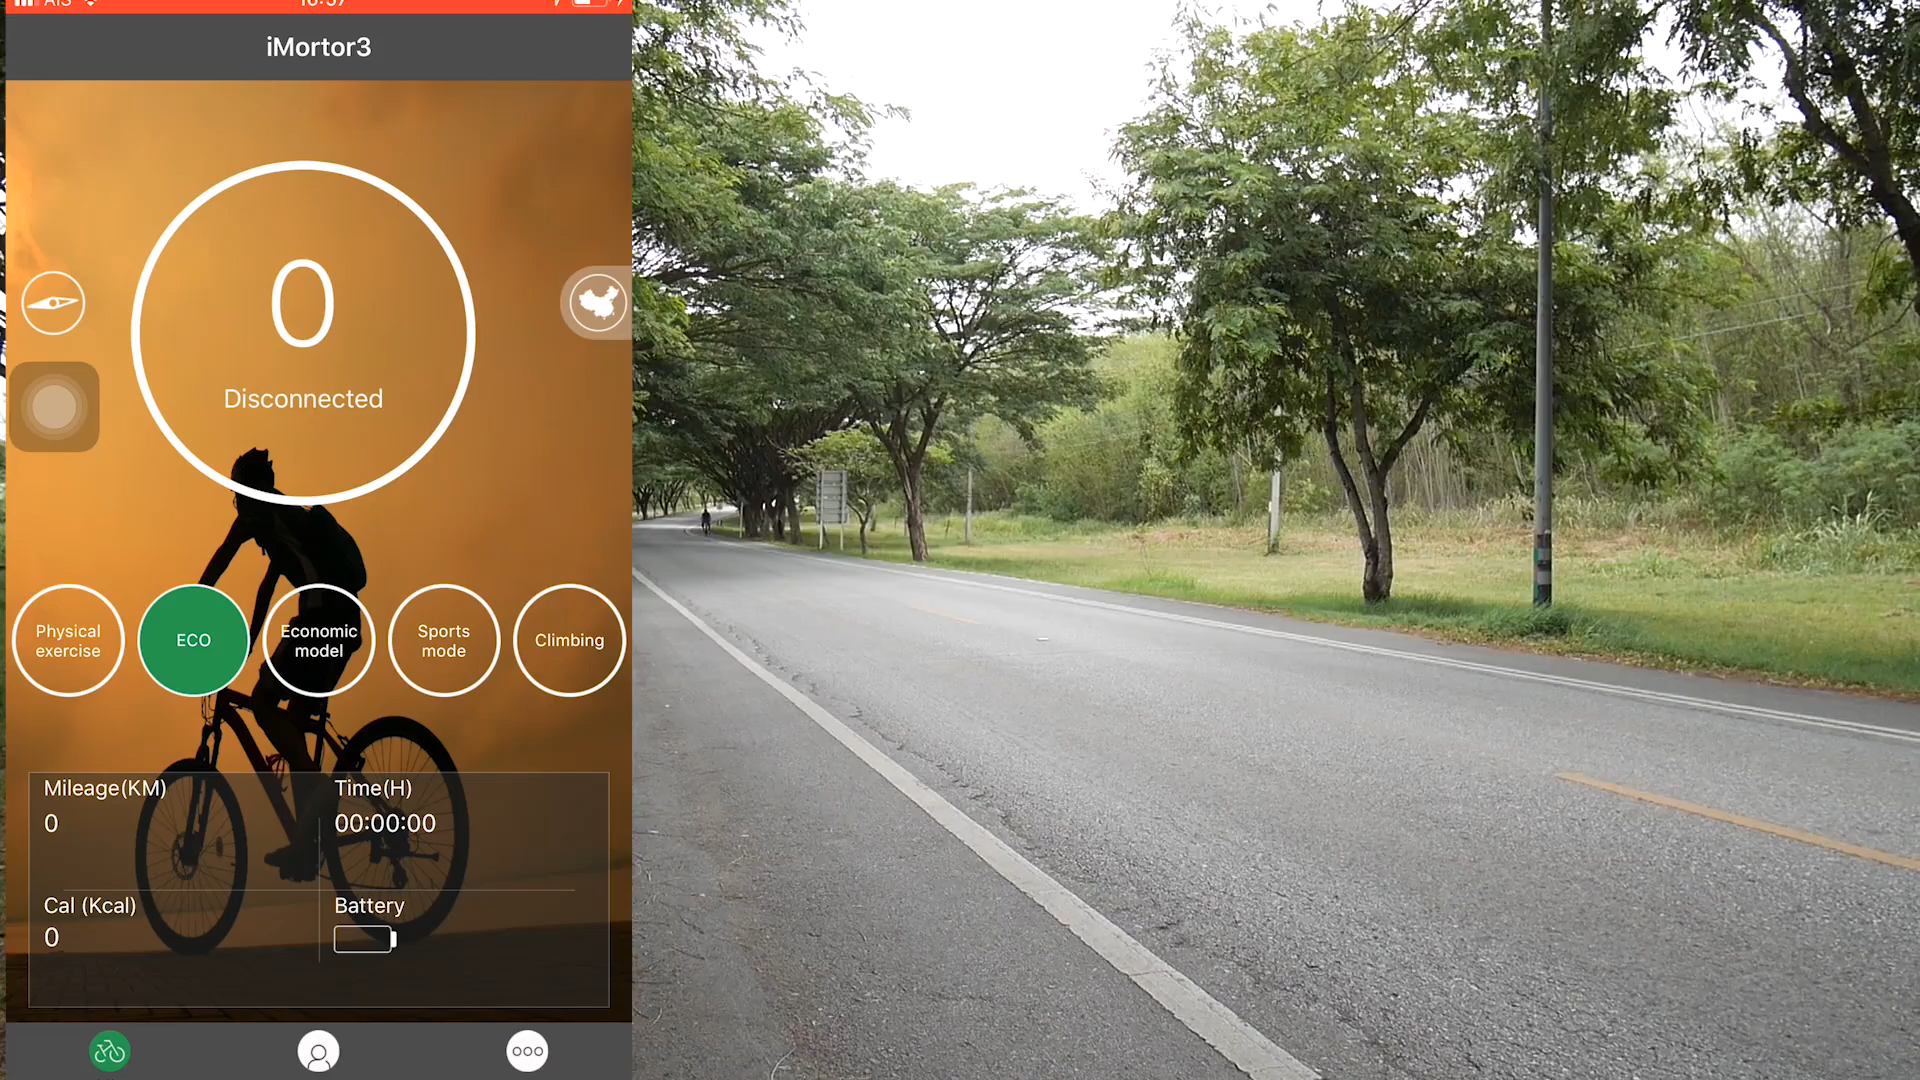 AIS
iMortor3
0
Disconnected
Physical
exercise
ECO
Economic
model
Sports
mode
Climbing
Mileage(KM)
0
Time(H)
00:00:00
Cal (Kcal)
0
Battery